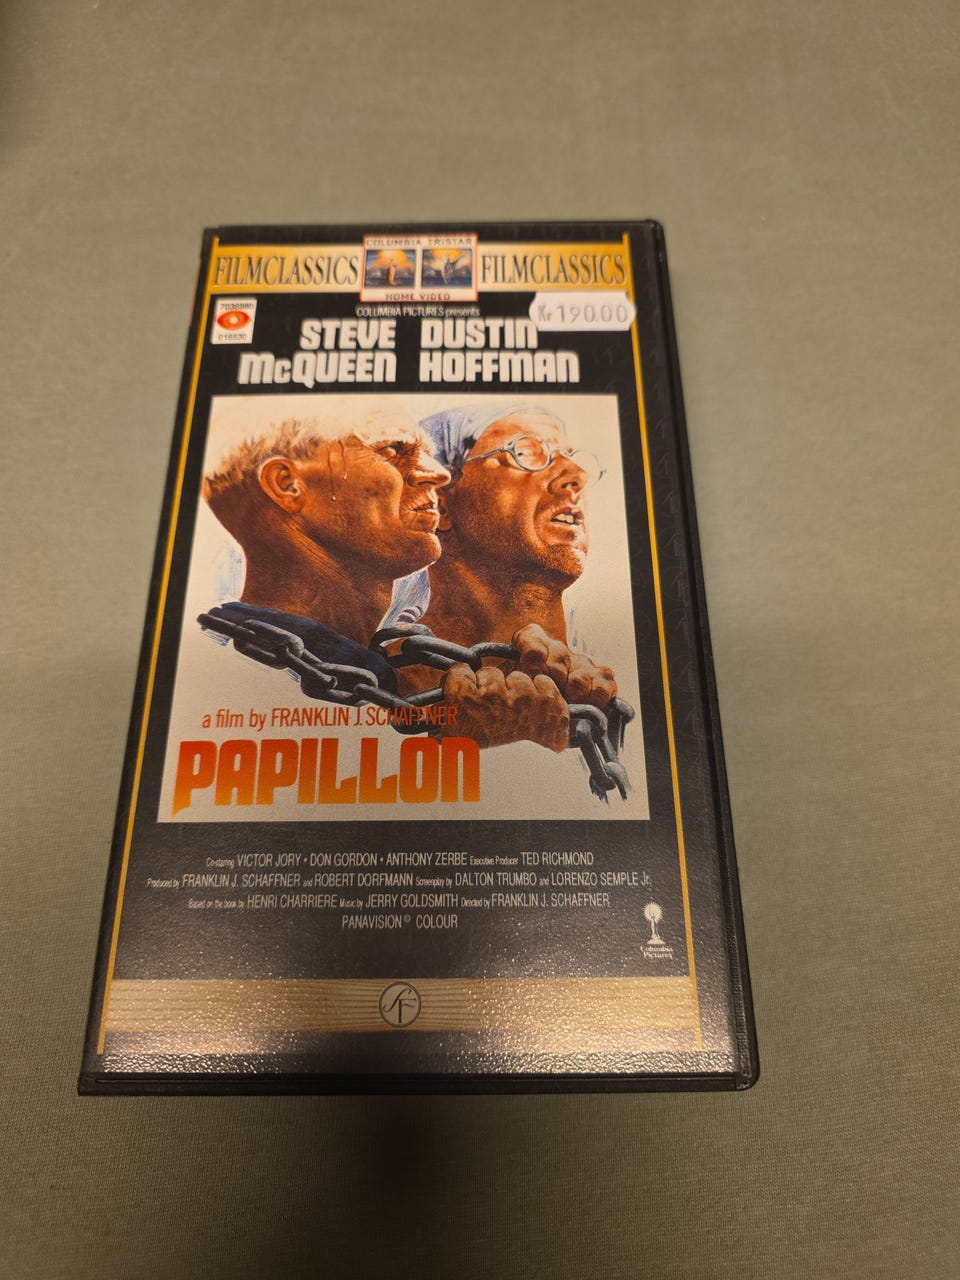 COLUMBIA TRISTAR
FILMCLASSICS FILMCLASSICS
HOME VIDEO
7036980
016530
Kr 190.00
COLUMBIA PICTURES presents
STEVE DUSTIN
McQUEEN HOFFMAN
a film by FRANKLIN J. SCHAFFNER
PAPILLON
Co-starring VICTOR JORY • DON GORDON • ANTHONY ZERBE Executive Producer TED RICHMOND
Produced by FRANKLIN J. SCHAFFNER and ROBERT DORFMANN Screenplay by DALTON TRUMBO and LORENZO SEMPLE Jr.
Based on the book by HENRI CHARRIERE Music by JERRY GOLDSMITH Directed by FRANKLIN J. SCHAFFNER
PANAVISION® COLOUR
Columbia
Pictures
SF